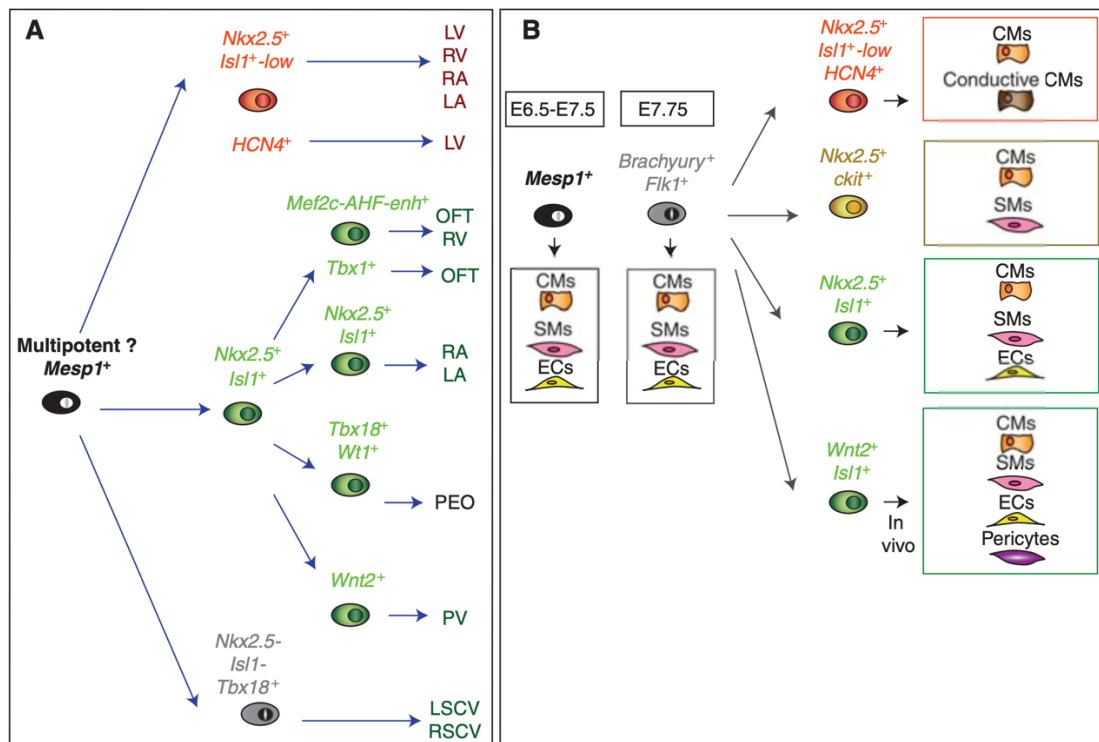 A
Nkx2.5⁺
Isl1⁺-low
LV
RV
RA
LA
HCN4⁺
LV
Mef2c-AHF-enh⁺
OFT
RV
Tbx1⁺
OFT
Nkx2.5⁺
Isl1⁺
RA
LA
Multipotent ?
Mesp1⁺
Nkx2.5⁺
Isl1⁺
Tbx18⁺
Wt1⁺
PEO
Wnt2⁺
PV
Nkx2.5-
Isl1-
Tbx18⁺
LSCV
RSCV
B
E6.5-E7.5
E7.75
Mesp1⁺
Brachyury⁺
Flk1⁺
CMs
SMs
ECs
CMs
SMs
ECs
Nkx2.5⁺
Isl1⁺-low
HCN4⁺
CMs
Conductive CMs
Nkx2.5⁺
ckit⁺
CMs
SMs
Nkx2.5⁺
Isl1⁺
CMs
SMs
ECs
Wnt2⁺
Isl1⁺
In
vivo
CMs
SMs
ECs
Pericytes